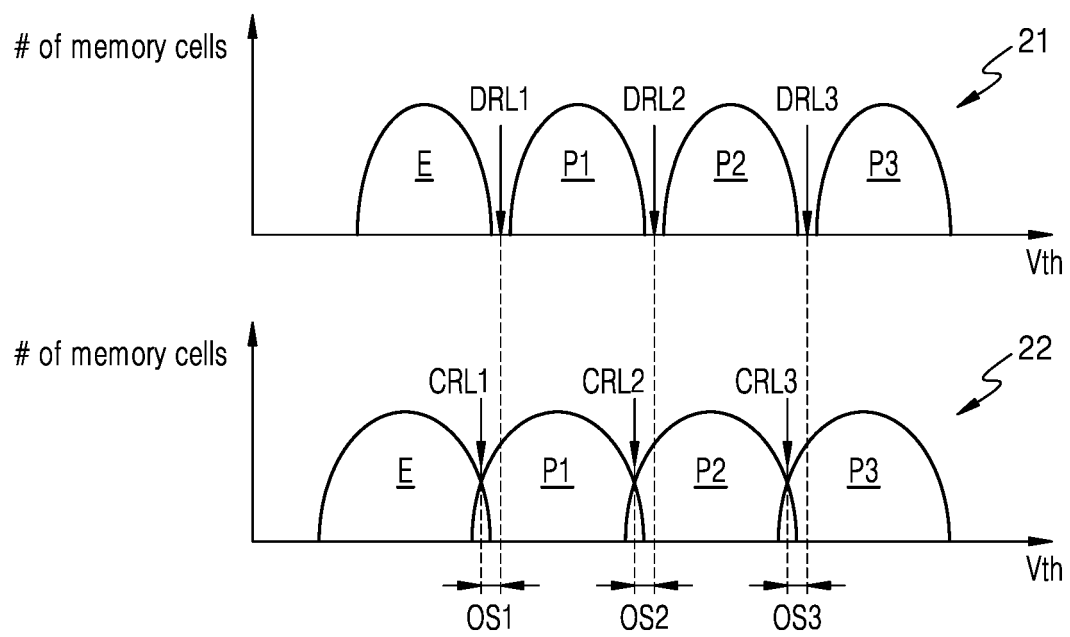 # of memory cells
21
DRL1 DRL2 DRL3
E P1 P2 P3
Vth
# of memory cells
22
CRL1 CRL2 CRL3
E P1 P2 P3
Vth
OS1 OS2 OS3